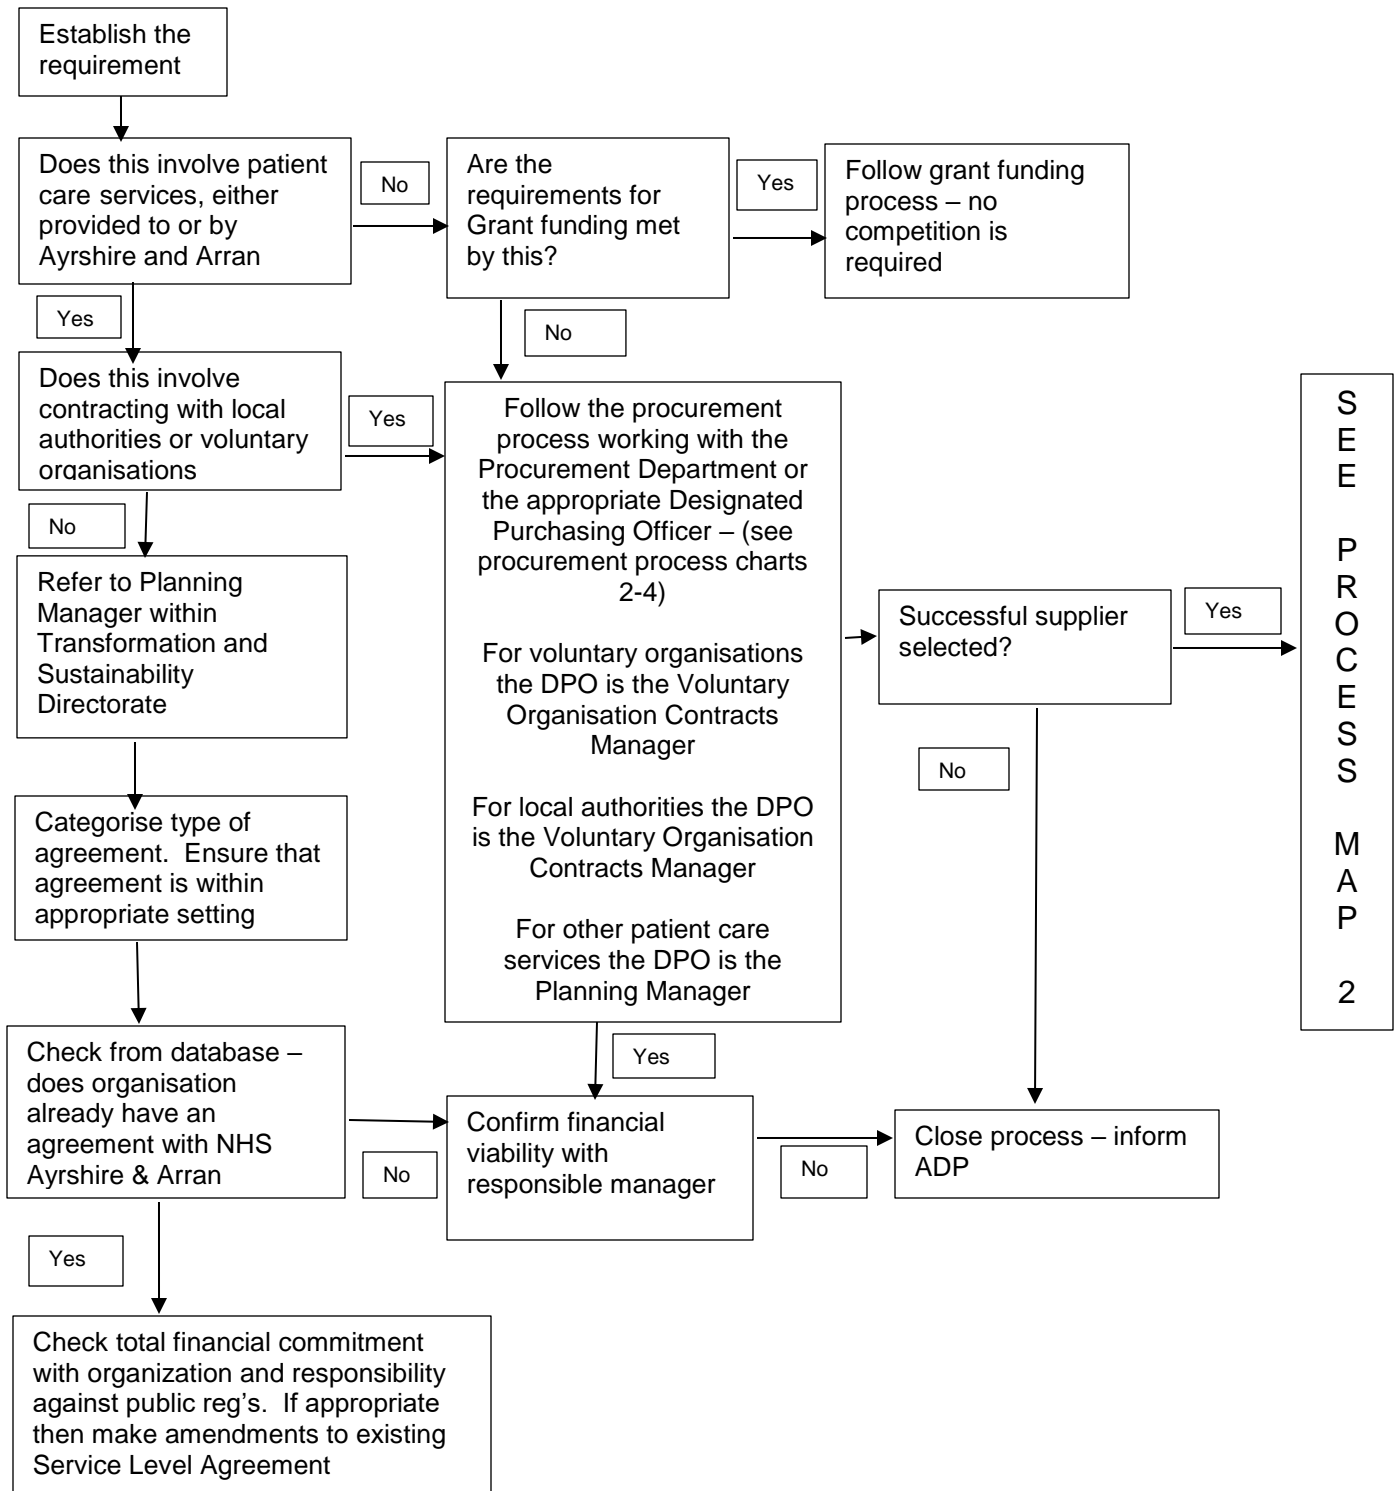 Establish the
requirement
Does this involve patient
care services, either
provided to or by
Ayrshire and Arran
No
Are the
requirements for
Grant funding met
by this?
Yes
Follow grant funding
process – no
competition is
required
Yes
No
Does this involve
contracting with local
authorities or voluntary
organisations
Yes
Follow the procurement
process working with the
Procurement Department or
the appropriate Designated
Purchasing Officer – (see
procurement process charts
2-4)
For voluntary organisations
the DPO is the Voluntary
Organisation Contracts
Manager
For local authorities the DPO
is the Voluntary Organisation
Contracts Manager
For other patient care
services the DPO is the
Planning Manager
No
Refer to Planning
Manager within
Transformation and
Sustainability
Directorate
Successful supplier
selected?
Yes
SEE PROCESS MAP 2
No
Categorise type of
agreement.  Ensure that
agreement is within
appropriate setting
Check from database –
does organisation
already have an
agreement with NHS
Ayrshire & Arran
No
Yes
Confirm financial
viability with
responsible manager
No
Close process – inform
ADP
Yes
Check total financial commitment
with organization and responsibility
against public reg’s.  If appropriate
then make amendments to existing
Service Level Agreement